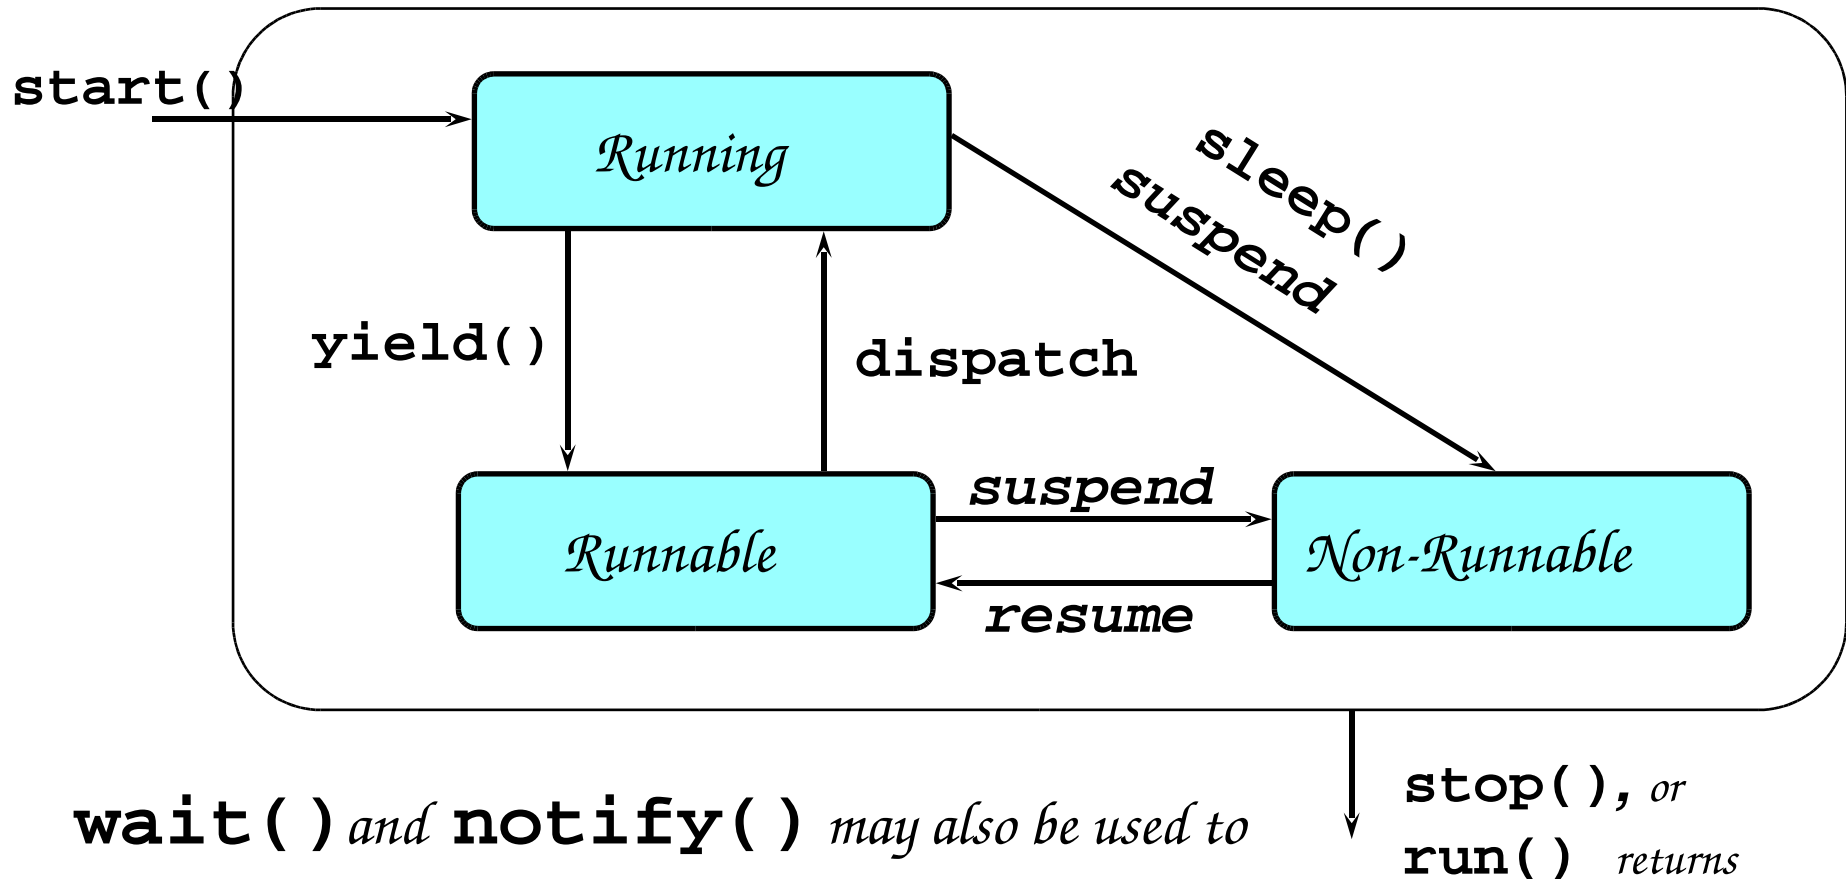 start()
Running
sleep()
suspend
yield()
dispatch
suspend
Runnable
Non-Runnable
resume
stop(), or
wait() and notify() may also be used to
run() returns